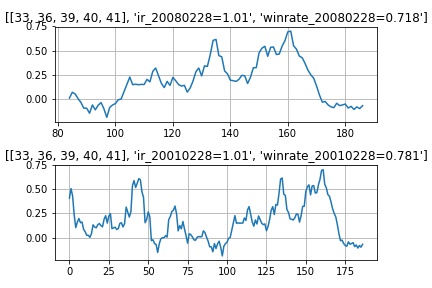 [[33, 36, 39, 40, 41], 'ir_20080228=1.01', 'winrate_20080228=0.718']
0.75
0.50
0.25
0.00
80 100 120 140 160 180
[[33, 36, 39, 40, 41], 'ir_20010228=1.01', 'winrate_20010228=0.781']
0.75
0.50
0.25
0.00
0 25 50 75 100 125 150 175